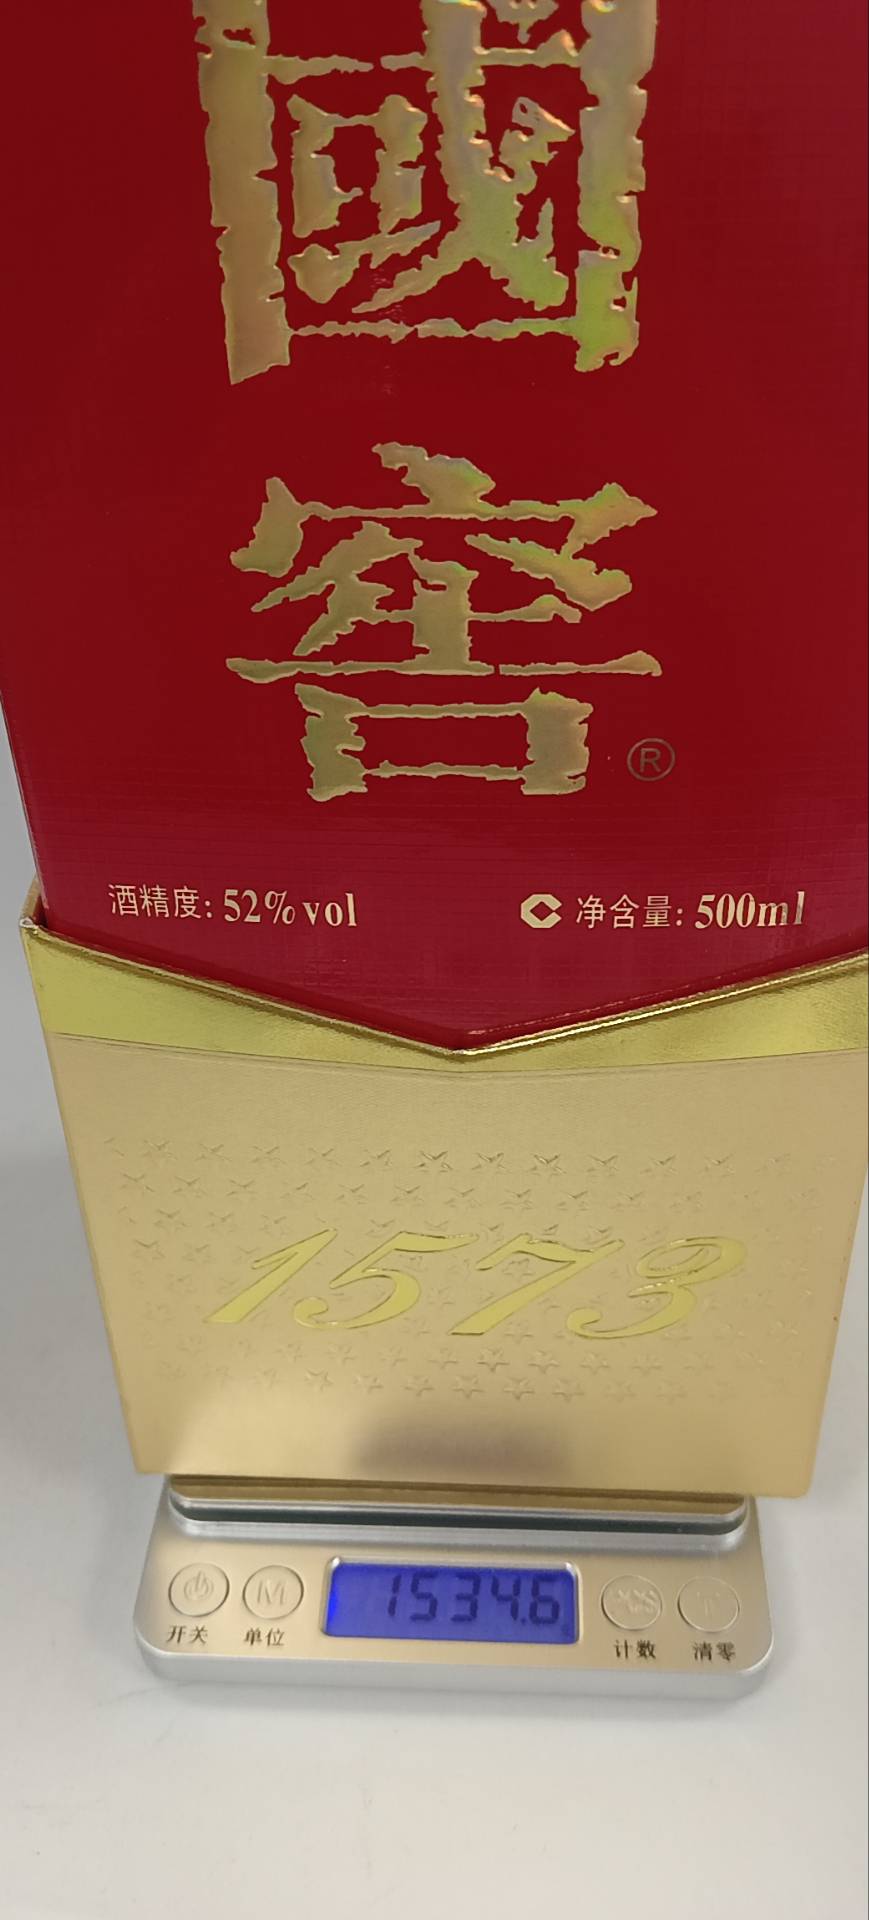 國
窖
®
酒精度: 52%vol
净含量: 500ml
1573
1534.6
开关
M
单位
计数
T
清零